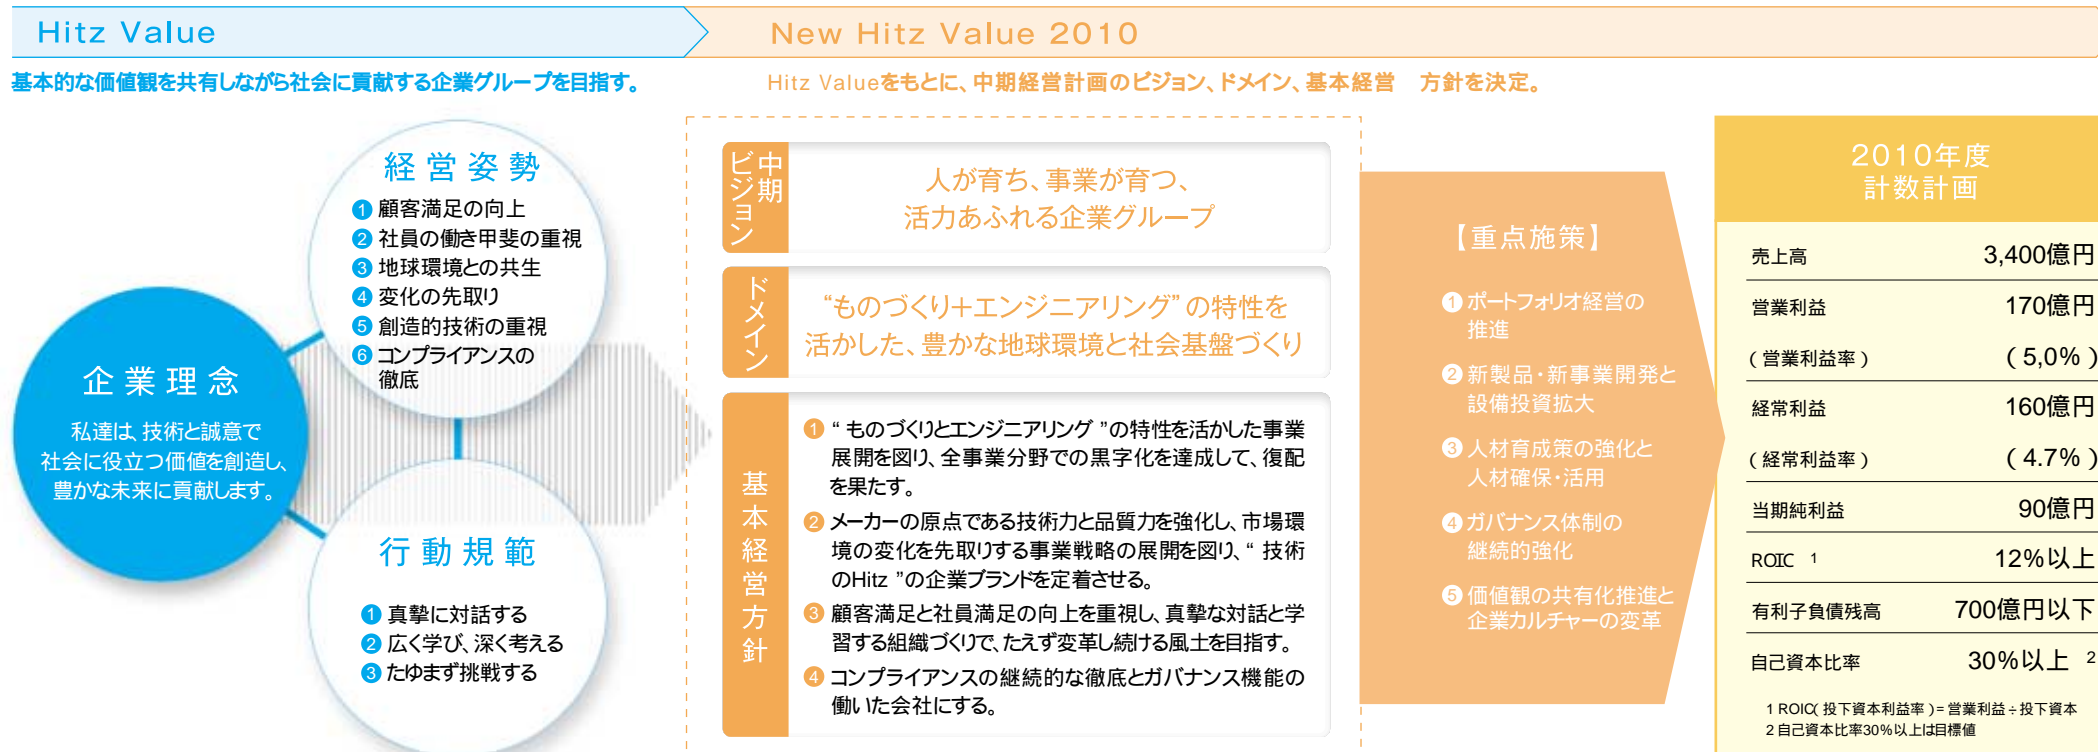 Hitz Value
New Hitz Value 2010
基本的な価値観を共有しながら社会に貢献する企業グループを目指す。
Hitz Valueをもとに、中期経営計画のビジョン、ドメイン、基本経営　方針を決定。
企業理念
私達は、技術と誠意で
社会に役立つ価値を創造し、
豊かな未来に貢献します。
経営姿勢
1 顧客満足の向上
2 社員の働き甲斐の重視
3 地球環境との共生
4 変化の先取り
5 創造的技術の重視
6 コンプライアンスの
徹底
行動規範
1 真摯に対話する
2 広く学び、深く考える
3 たゆまず挑戦する
中期
ビジョン
人が育ち、事業が育つ、
活力あふれる企業グループ
ドメイン
“ものづくり＋エンジニアリング”の特性を
活かした、豊かな地球環境と社会基盤づくり
基本経営方針
1 “ものづくりとエンジニアリング”の特性を活かした事業
展開を図り、全事業分野での黒字化を達成して、復配
を果たす。
2 メーカーの原点である技術力と品質力を強化し、市場環
境の変化を先取りする事業戦略の展開を図り、“技術
のHitz”の企業ブランドを定着させる。
3 顧客満足と社員満足の向上を重視し、真摯な対話と学
習する組織づくりで、たえず変革し続ける風土を目指す。
4 コンプライアンスの継続的な徹底とガバナンス機能の
働いた会社にする。
【重点施策】
1 ポートフォリオ経営の
推進
2 新製品・新事業開発と
設備投資拡大
3 人材育成策の強化と
人材確保・活用
4 ガバナンス体制の
継続的強化
5 価値観の共有化推進と
企業カルチャーの変革
2010年度
計数計画
売上高 3,400億円
営業利益 170億円
(営業利益率) (5,0%)
経常利益 160億円
(経常利益率) (4.7%)
当期純利益 90億円
ROIC 1 12%以上
有利子負債残高 700億円以下
自己資本比率 30%以上 2
1 ROIC(投下資本利益率)=営業利益÷投下資本
2 自己資本比率30%以上は目標値